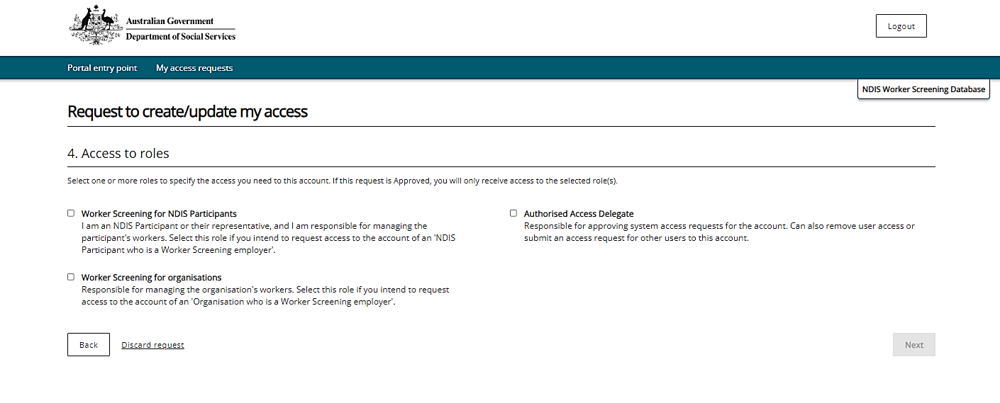 Australian Government
Department of Social Services
Logout
Portal entry point
My access requests
NDIS Worker Screening Database
Request to create/update my access
4. Access to roles
Select one or more roles to specify the access you need to this account. If this request is Approved, you will only receive access to the selected role(s).
Worker Screening for NDIS Participants
I am an NDIS Participant or their representative, and I am responsible for managing the
participant's workers. Select this role if you intend to request access to the account of an 'NDIS
Participant who is a Worker Screening employer'.
Authorised Access Delegate
Responsible for approving system access requests for the account. Can also remove user access or
submit an access request for other users to this account.
Worker Screening for organisations
Responsible for managing the organisation's workers. Select this role if you intend to request
access to the account of an 'Organisation who is a Worker Screening employer'.
Back
Discard request
Next